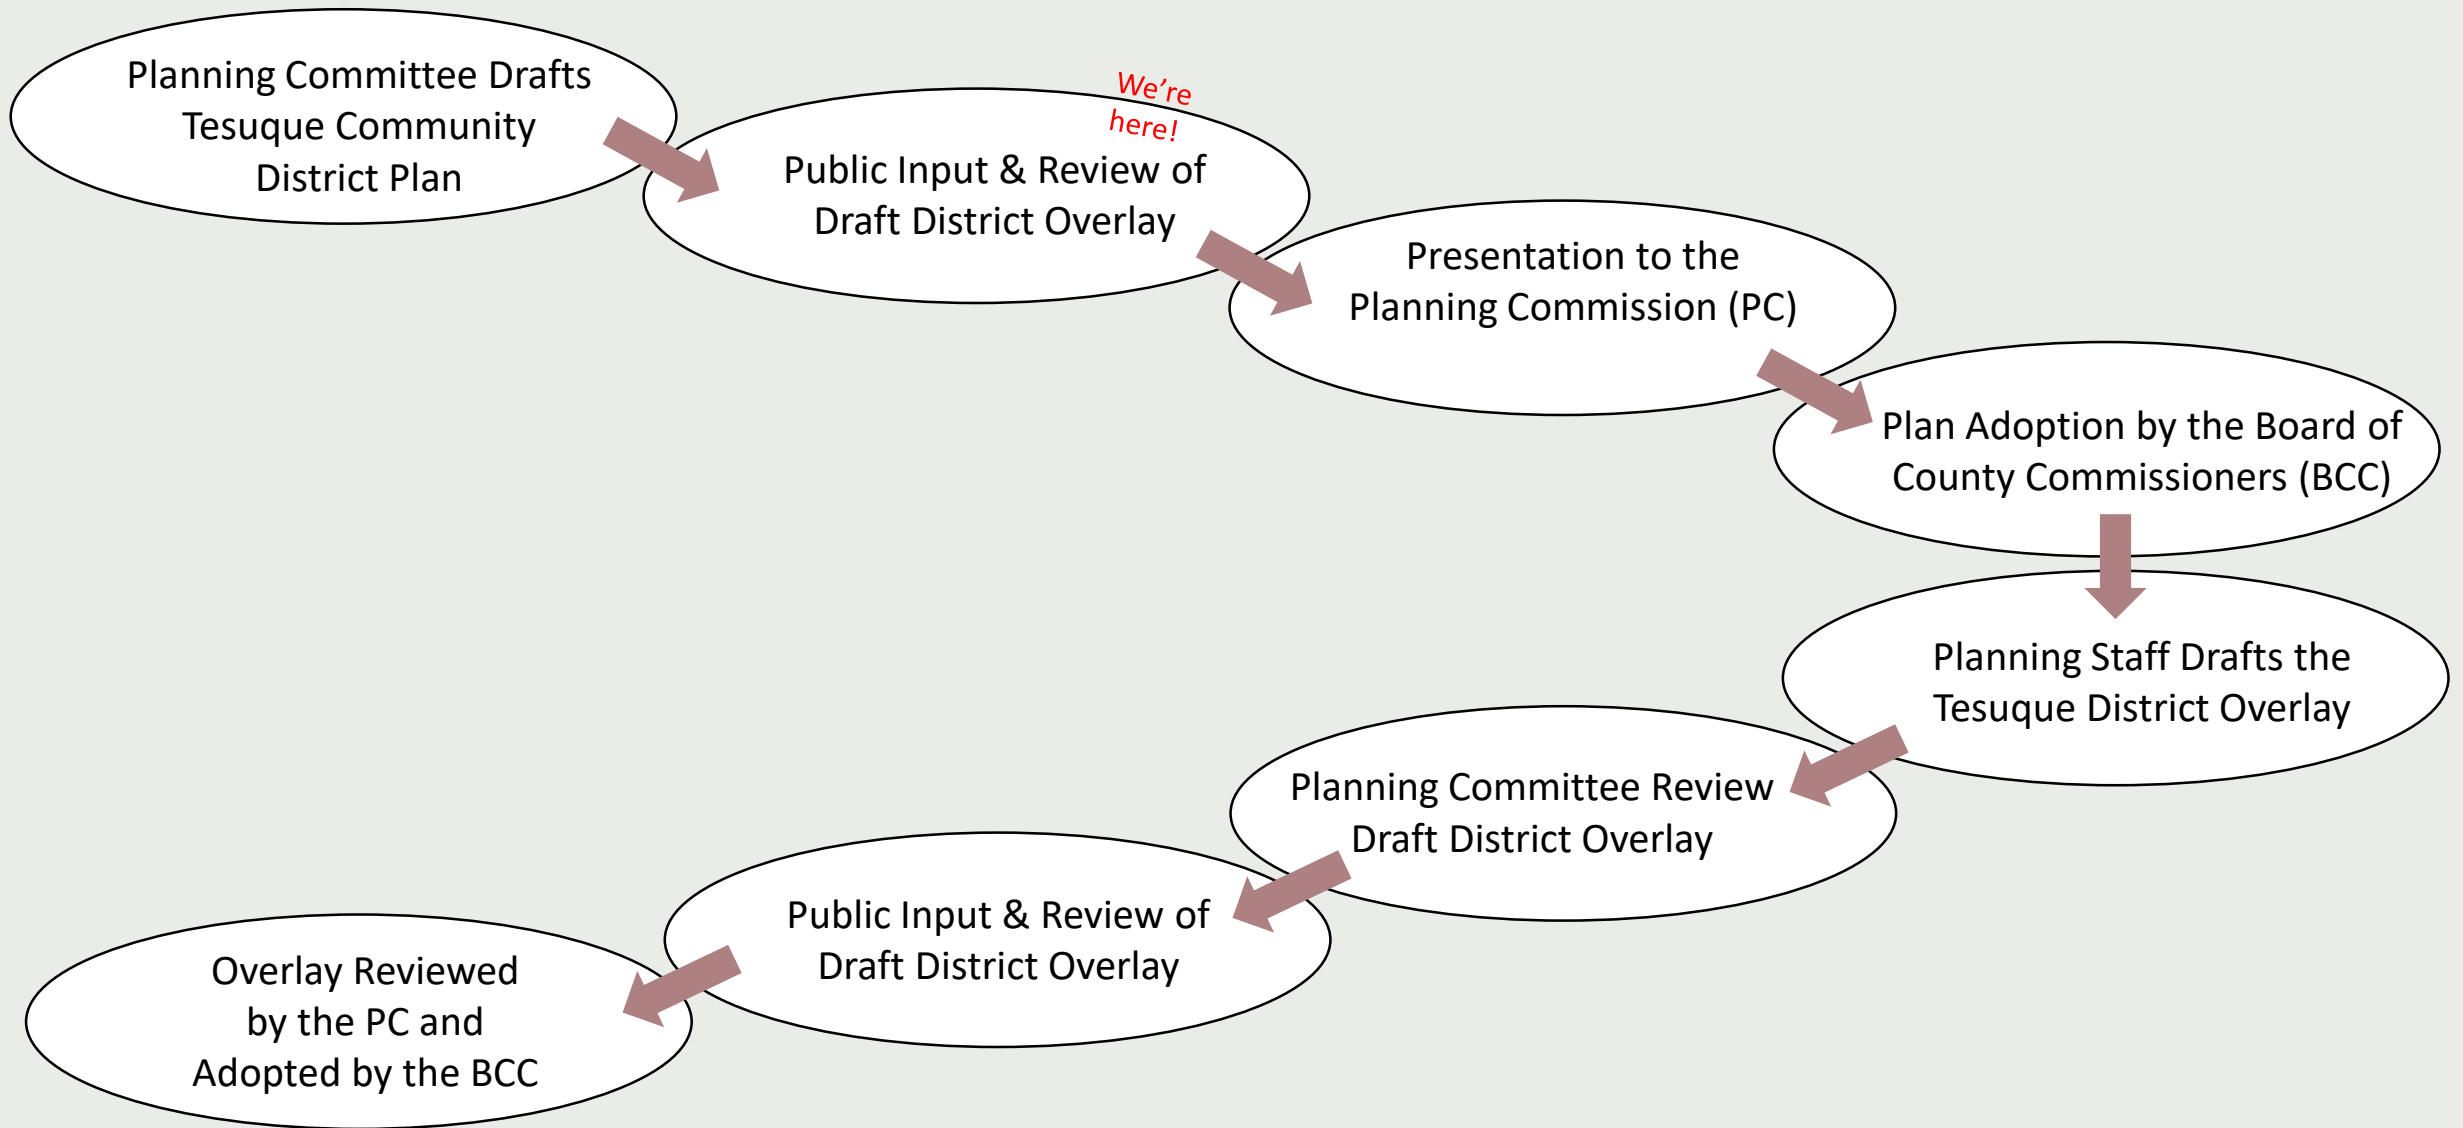 Planning Committee Drafts
Tesuque Community
District Plan
We're
here!
Public Input & Review of
Draft District Overlay
Presentation to the
Planning Commission (PC)
Plan Adoption by the Board of
County Commissioners (BCC)
Planning Staff Drafts the
Tesuque District Overlay
Planning Committee Review
Draft District Overlay
Public Input & Review of
Draft District Overlay
Overlay Reviewed
by the PC and
Adopted by the BCC